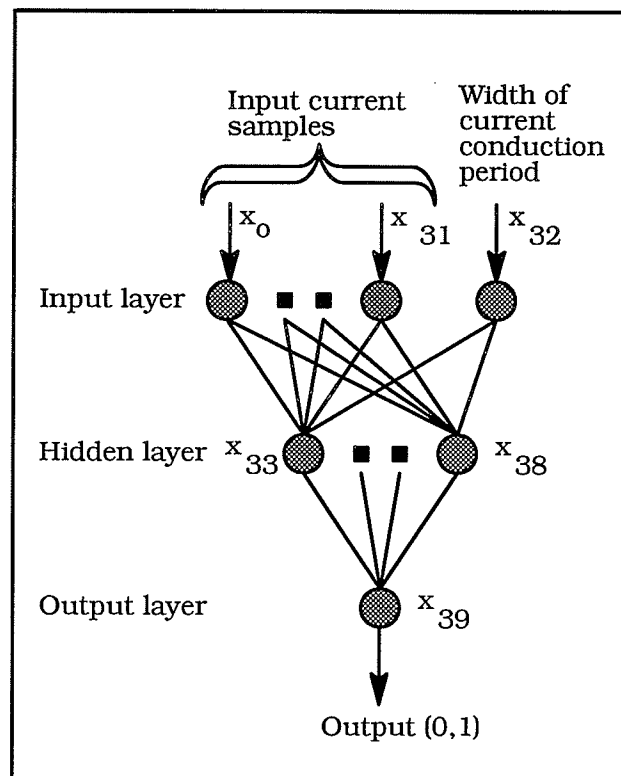 Input current
samples
Width of
current
conduction
period
x0
x31
x32
Input layer
Hidden layer
x33
x38
Output layer
x39
Output (0,1)